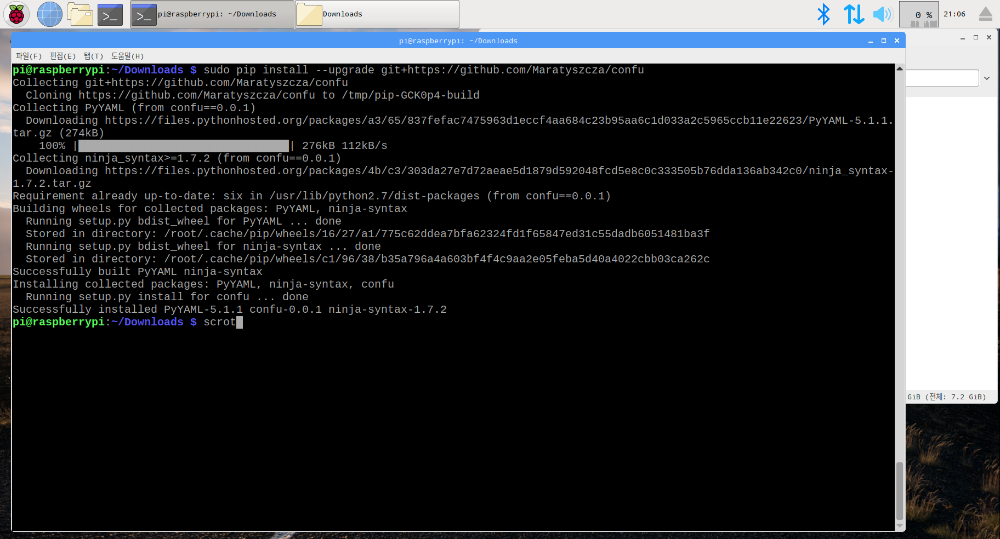 pi@raspberrypi: ~/Downloads
Downloads
0 %
21:06
pi@raspberrypi: ~/Downloads
파일(F) 편집(E) 탭(T) 도움말(H)
pi@raspberrypi:~/Downloads $ sudo pip install --upgrade git+https://github.com/Maratyszcza/confu
Collecting git+https://github.com/Maratyszcza/confu
  Cloning https://github.com/Maratyszcza/confu to /tmp/pip-GCK0p4-build
Collecting PyYAML (from confu==0.0.1)
  Downloading https://files.pythonhosted.org/packages/a3/65/837fefac7475963d1eccf4aa684c23b95aa6c1d033a2c5965ccb11e22623/PyYAML-5.1.1.
tar.gz (274kB)
    100% |████████████████████████████████| 276kB 112kB/s
Collecting ninja_syntax>=1.7.2 (from confu==0.0.1)
  Downloading https://files.pythonhosted.org/packages/4b/c3/303da27e7d72aeae5d1879d592048fcd5e8c0c333505b76dda136ab342c0/ninja_syntax-
1.7.2.tar.gz
Requirement already up-to-date: six in /usr/lib/python2.7/dist-packages (from confu==0.0.1)
Building wheels for collected packages: PyYAML, ninja-syntax
  Running setup.py bdist_wheel for PyYAML ... done
  Stored in directory: /root/.cache/pip/wheels/16/27/a1/775c62ddea7bfa62324fd1f65847ed31c55dadb6051481ba3f
  Running setup.py bdist_wheel for ninja-syntax ... done
  Stored in directory: /root/.cache/pip/wheels/c1/96/38/b35a796a4a603bf4f4c9aa2e05feba5d40a4022cbb03ca262c
Successfully built PyYAML ninja-syntax
Installing collected packages: PyYAML, ninja-syntax, confu
  Running setup.py install for confu ... done
Successfully installed PyYAML-5.1.1 confu-0.0.1 ninja-syntax-1.7.2
pi@raspberrypi:~/Downloads $ scrot
GiB (전체: 7.2 GiB)